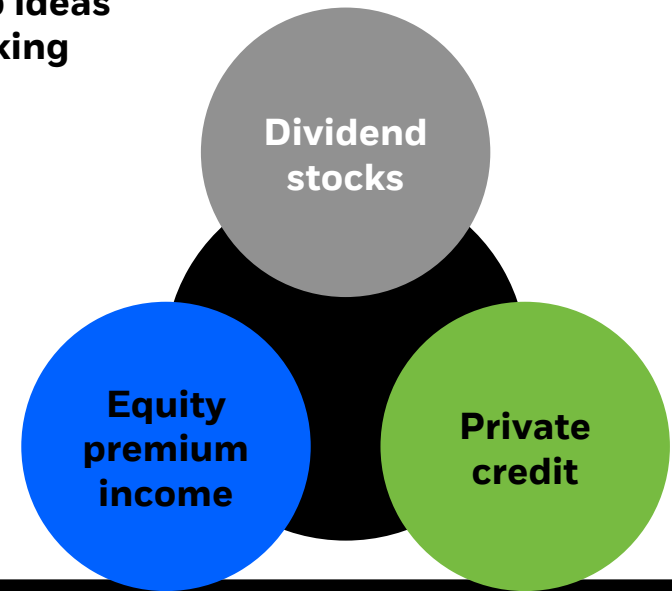 ideas
king
Dividend
stocks
Equity
premium
income
Private
credit